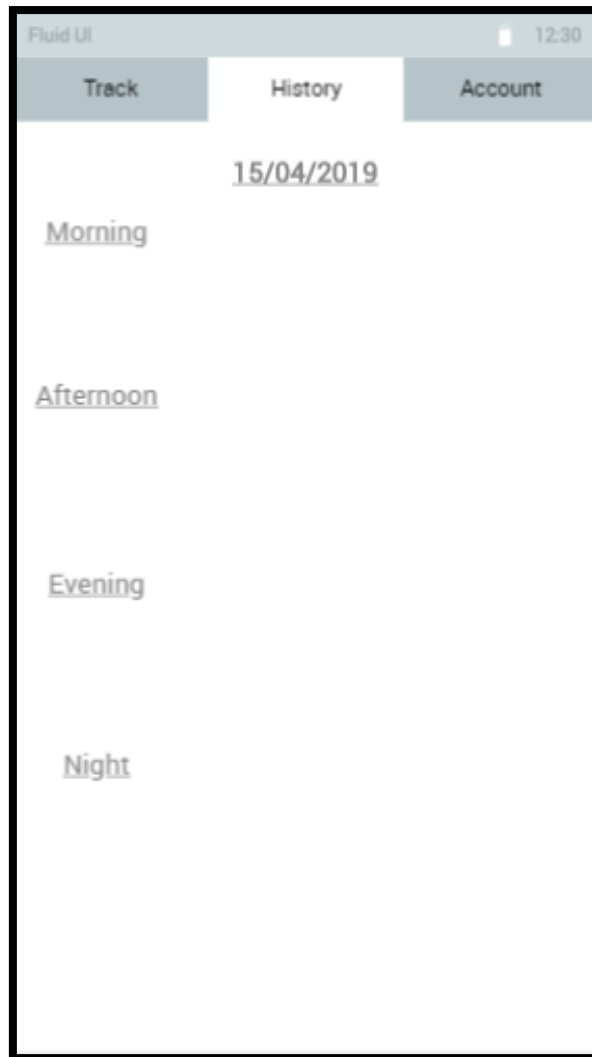 Fluid UI 12:30
Track History Account
15/04/2019
Morning
Afternoon
Evening
Night